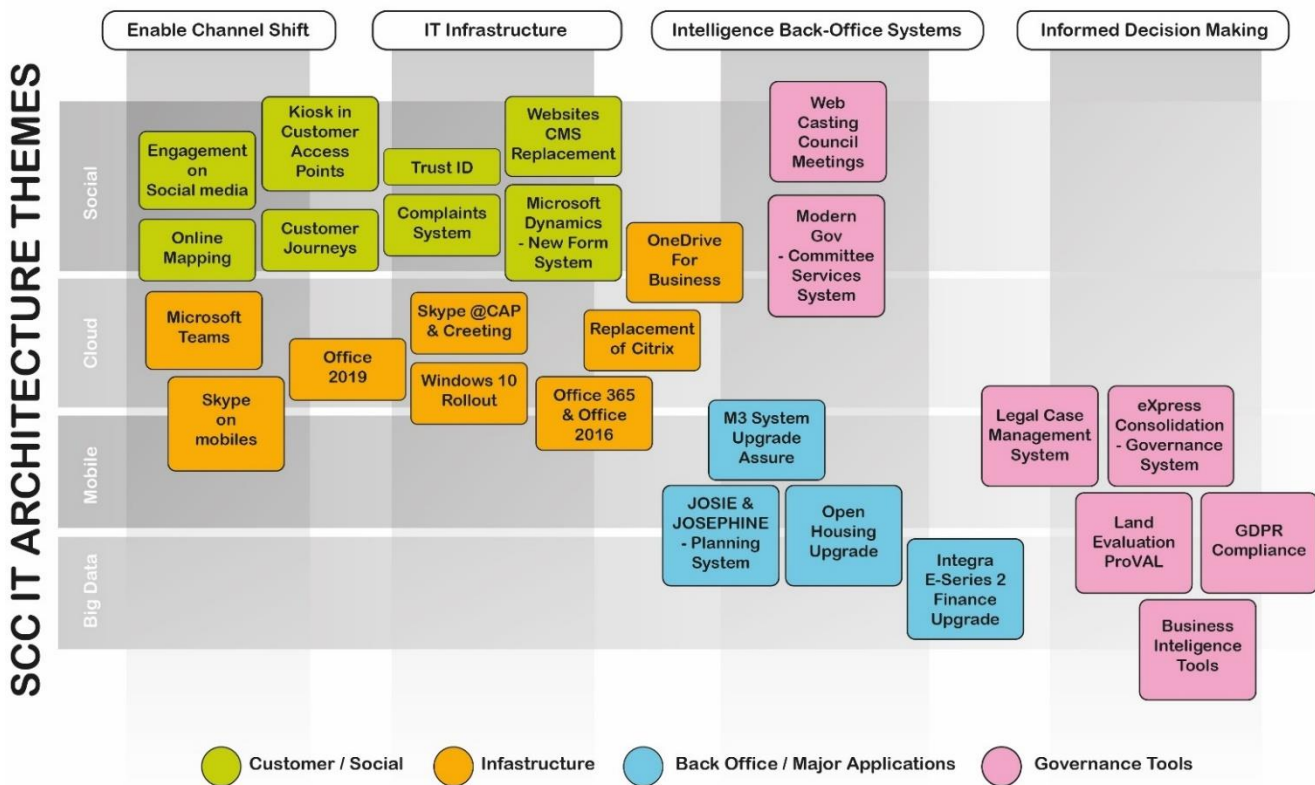 SCC IT ARCHITECTURE THEMES
Enable Channel Shift
IT Infrastructure
Intelligence Back-Office Systems
Informed Decision Making
Social
Cloud
Mobile
Big Data
Engagement
on
Social media
Kiosk in
Customer
Access
Points
Trust ID
Websites
CMS
Replacement
Online
Mapping
Customer
Journeys
Complaints
System
Microsoft
Dynamics
- New Form
System
OneDrive
For
Business
Web
Casting
Council
Meetings
Modern
Gov
- Committee
Services
System
Microsoft
Teams
Office
2019
Skype @CAP
& Creeting
Replacement
of Citrix
Skype
on
mobiles
Windows 10
Rollout
Office 365
& Office
2016
M3 System
Upgrade
Assure
Legal Case
Management
System
eXpress
Consolidation
- Governance
System
JOSIE &
JOSEPHINE
- Planning
System
Open
Housing
Upgrade
Integra
E-Series 2
Finance
Upgrade
Land
Evaluation
ProVAL
GDPR
Compliance
Business
Inteligence
Tools
Customer / Social
Infastructure
Back Office / Major Applications
Governance Tools